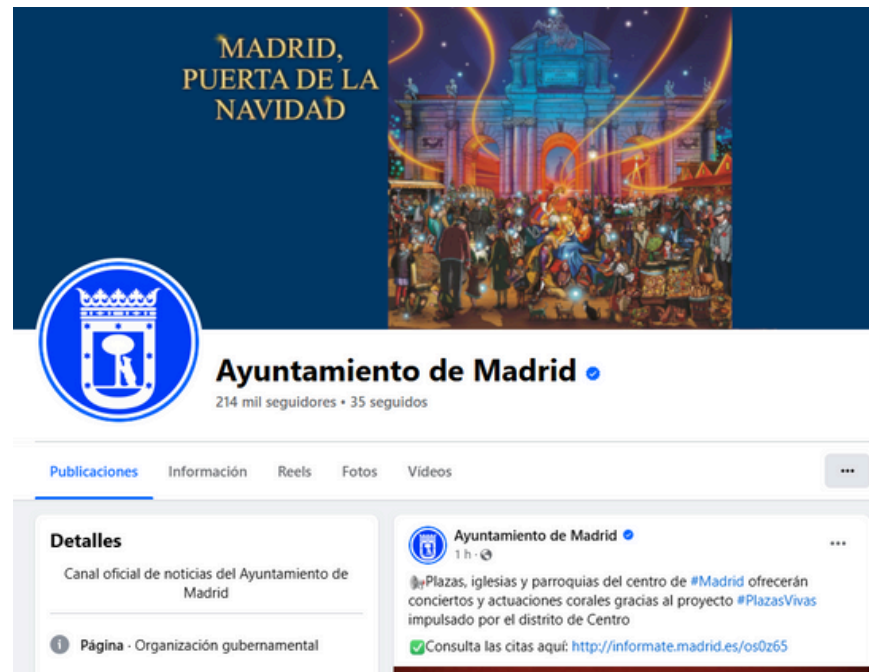 MADRID,
PUERTA DE LA
NAVIDAD
Ayuntamiento de Madrid
214 mil seguidores • 35 seguidos
Publicaciones Información Reels Fotos Vídeos
Detalles
Canal oficial de noticias del Ayuntamiento de
Madrid
Página · Organización gubernamental
Ayuntamiento de Madrid
1 h ·
Plazas, iglesias y parroquias del centro de #Madrid ofrecerán
conciertos y actuaciones corales gracias al proyecto #PlazasVivas
impulsado por el distrito de Centro
Consulta las citas aquí: http://informate.madrid.es/os0z65